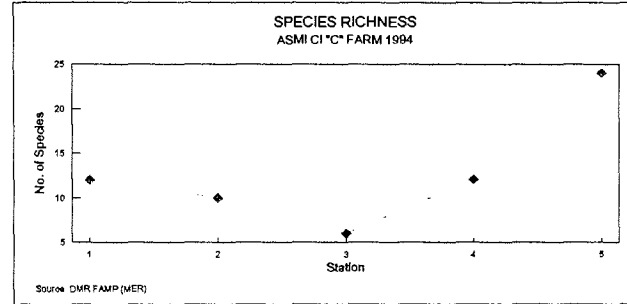 SPECIES RICHNESS
ASMI CI "C" FARM 1994
25
20
15
10
5
No. of Species
1 2 3 4 5
Station
Source DMR FAMP (MER)